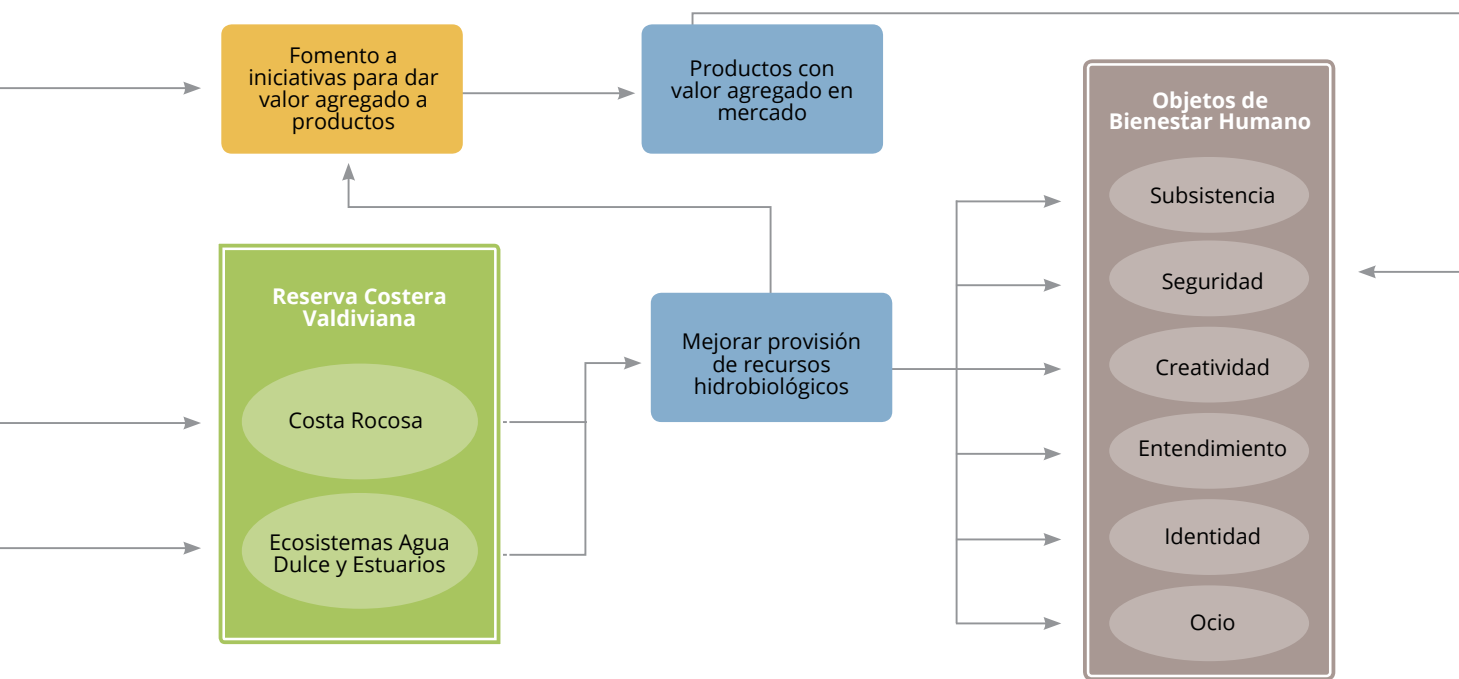 Fomento a
iniciativas para dar
valor agregado a
productos
Productos con
valor agregado en
mercado
Objetos de
Bienestar Humano
Subsistencia
Seguridad
Creatividad
Entendimiento
Identidad
Ocio
Reserva Costera
Valdiviana
Costa Rocosa
Ecosistemas Agua
Dulce y Estuarios
Mejorar provisión
de recursos
hidrobiológicos